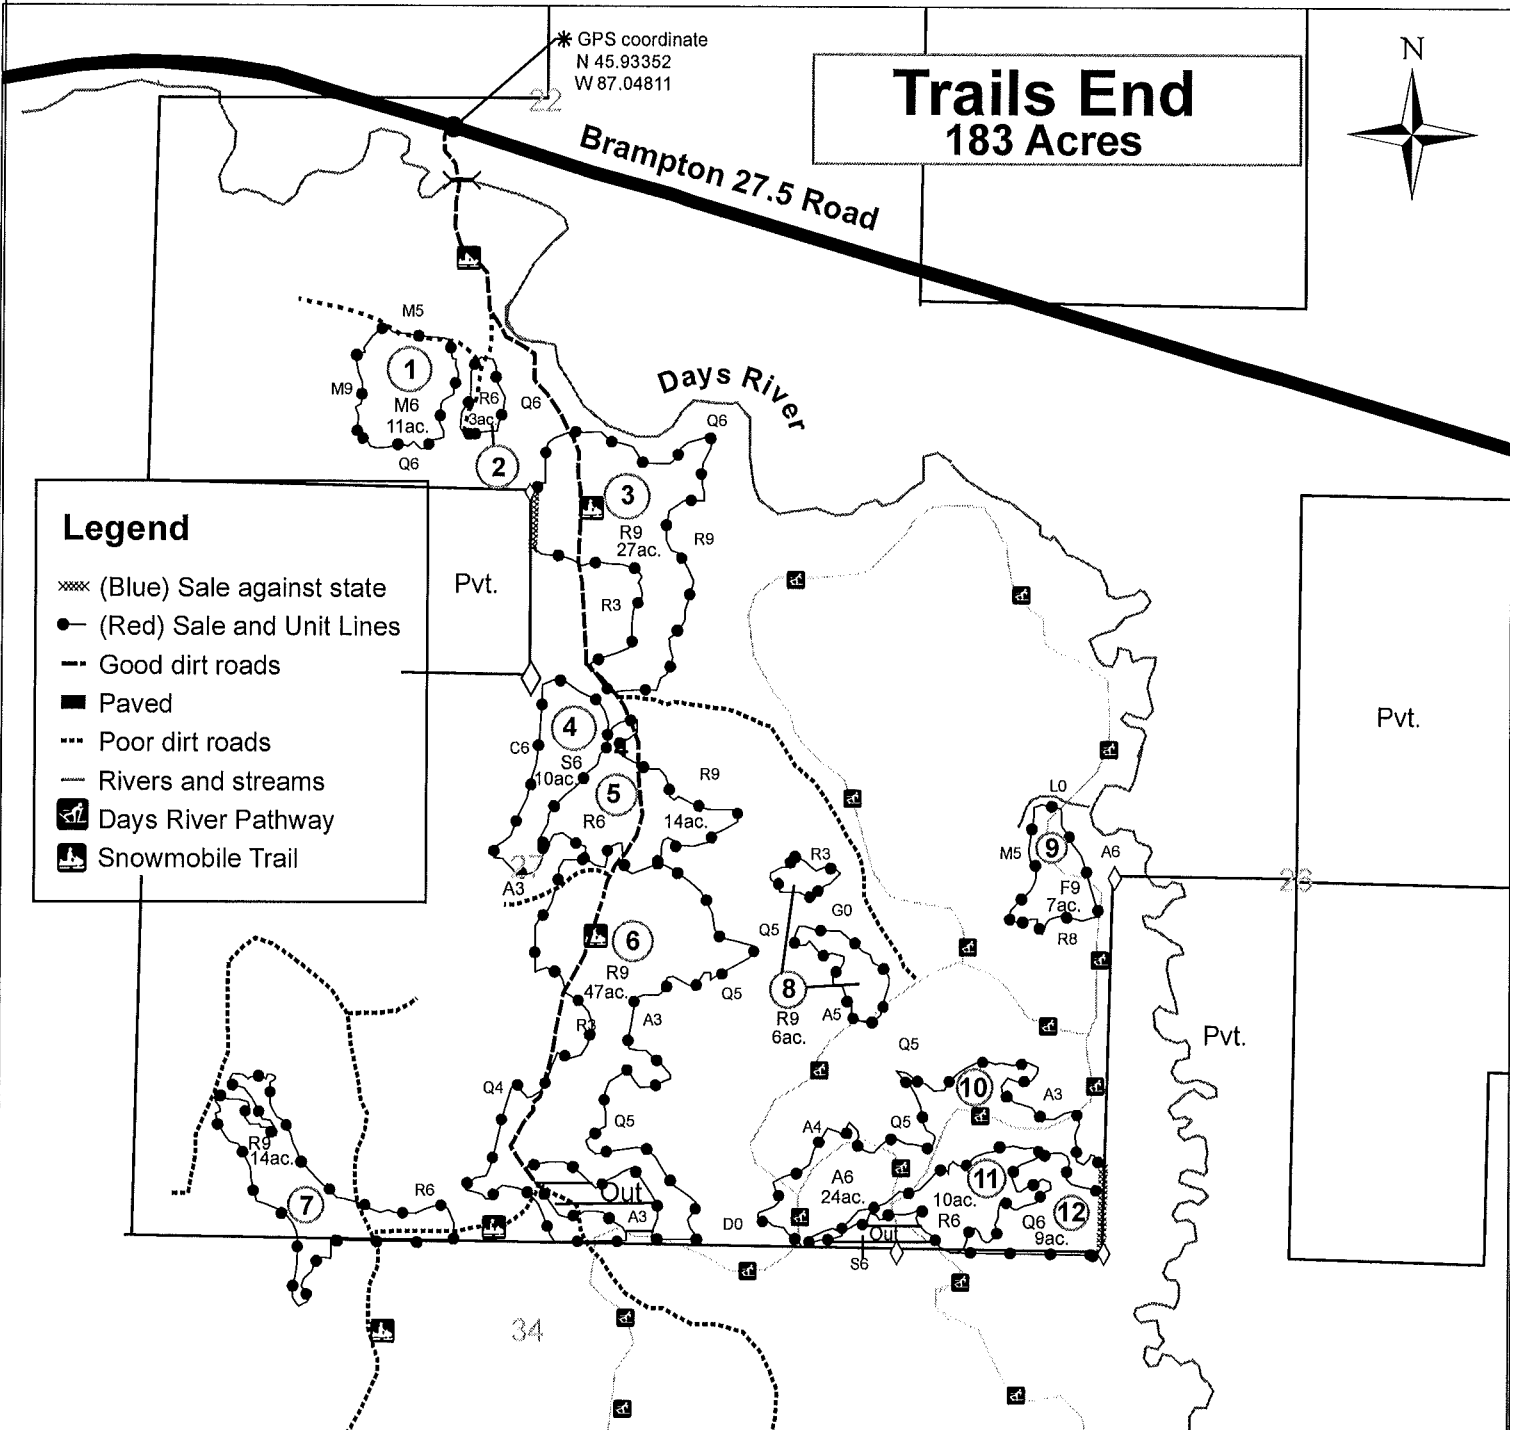 GPS coordinate
N 45.93352
W 87.04811
22
Trails End
183 Acres
N
Brampton 27.5 Road
Days River
M5
1
M9
M6
11ac.
Q6
R6
3ac.
Q6
2
Q6
3
R9
27ac.
R9
R3
Legend
(Blue) Sale against state
(Red) Sale and Unit Lines
Good dirt roads
Paved
Poor dirt roads
Rivers and streams
Days River Pathway
Snowmobile Trail
Pvt.
Pvt.
4
C6
S6
10ac.
4
5
R9
R6
14ac.
27
A3
L0
M5
9
A6
F9
7ac.
R8
26
R3
G0
Q5
8
R9
6ac.
A5
6
R9
47ac.
Q5
R3
A3
Pvt.
Q4
Q5
Q5
10
A3
A4
Q5
A6
24ac.
11
10ac.
R6
12
Q6
9ac.
R9
14ac.
7
R6
Out
A3
D0
Out
S6
34